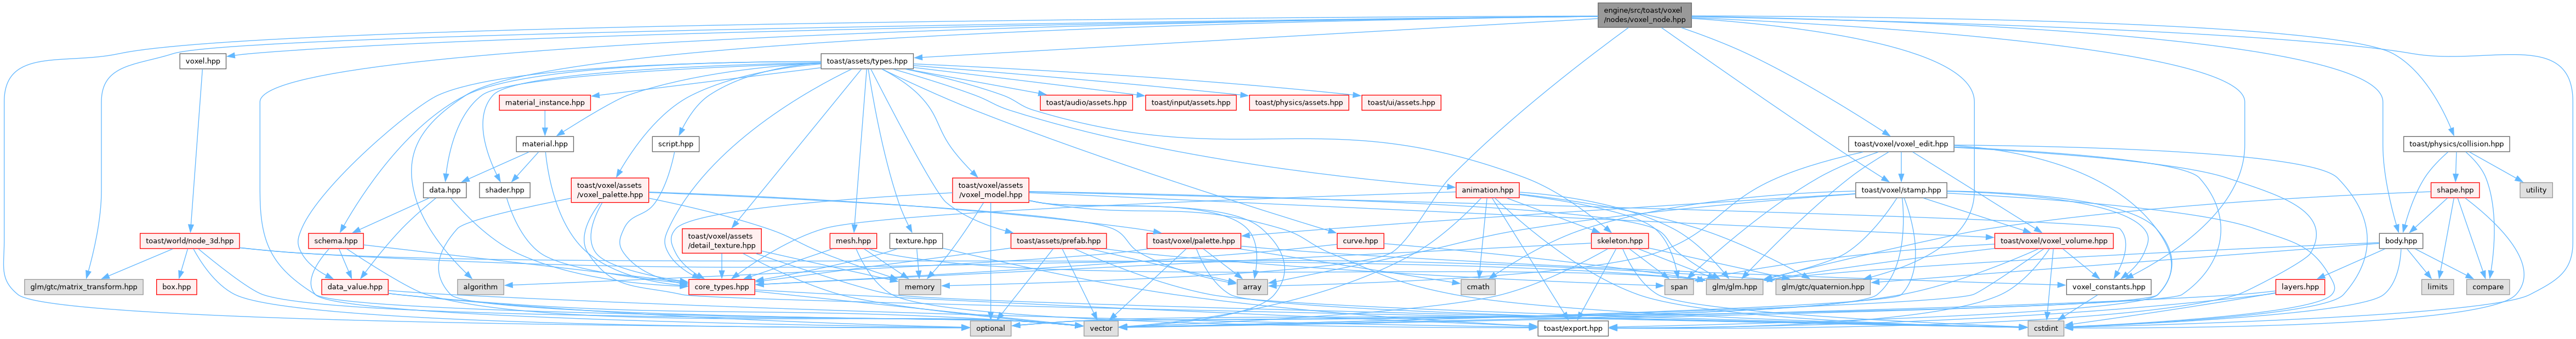 engine/src/toast/voxel
/nodes/voxel_node.hpp
voxel.hpp
toast/assets/types.hpp
material_instance.hpp
toast/audio/assets.hpp
toast/input/assets.hpp
toast/physics/assets.hpp
toast/ui/assets.hpp
material.hpp
script.hpp
toast/voxel/voxel_edit.hpp
toast/physics/collision.hpp
data.hpp
shader.hpp
toast/voxel/assets
/voxel_palette.hpp
toast/voxel/assets
/voxel_model.hpp
animation.hpp
toast/voxel/stamp.hpp
shape.hpp
utility
toast/world/node_3d.hpp
schema.hpp
toast/voxel/assets
/detail_texture.hpp
mesh.hpp
texture.hpp
toast/assets/prefab.hpp
toast/voxel/palette.hpp
curve.hpp
skeleton.hpp
toast/voxel/voxel_volume.hpp
body.hpp
glm/gtc/matrix_transform.hpp
box.hpp
data_value.hpp
algorithm
core_types.hpp
memory
array
cmath
array
span
glm/glm.hpp
glm/gtc/quaternion.hpp
voxel_constants.hpp
layers.hpp
limits
compare
optional
vector
toast/export.hpp
cstdint